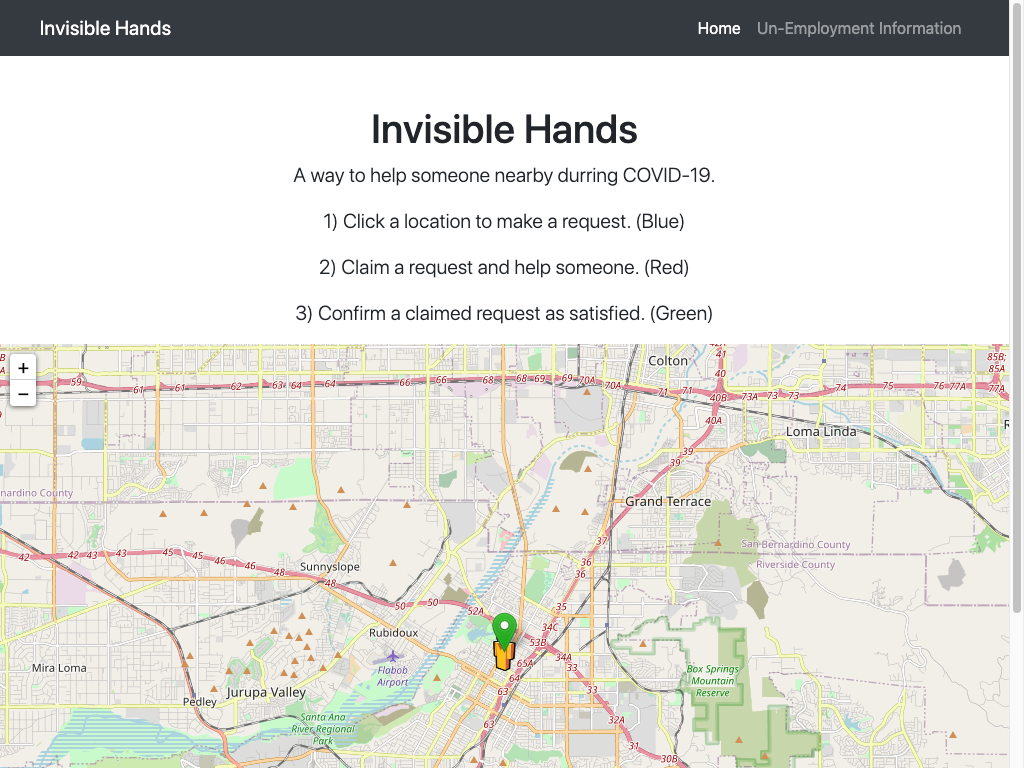 Invisible Hands
Home
Un-Employment Information
Invisible Hands
A way to help someone nearby durring COVID-19.
1) Click a location to make a request. (Blue)
2) Claim a request and help someone. (Red)
3) Confirm a claimed request as satisfied. (Green)
+
−
Colton
41
40
85B;
85A
59
61
61
62
63
64
66
66
68
68
69
69
70A
70A
71
71
40B
73A
73
73
74
75
76
77A
77A
40A
Loma Linda
39
39
nardino County
Grand Terrace
37
San Bernardino County
Riverside County
42
42
43
43
45
45
46
46
48
48
Sunnyslope
36
36
50
50
52A
35
34C
Rubidoux
53B
34A
65A
33
33
64
63
63
Mira Loma
Flabob
Airport
Box Springs
Mountain
Reserve
Jurupa Valley
Pedley
Santa Ana
River Regional
Park
32A
31
30B